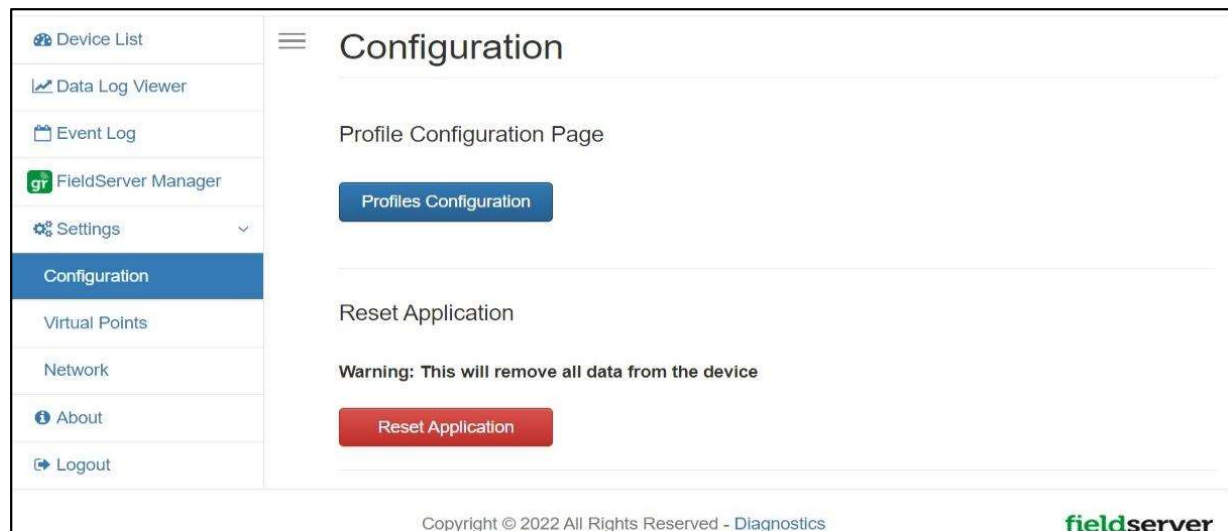 Device List
Data Log Viewer
Event Log
gr FieldServer Manager
Settings
Configuration
Virtual Points
Network
About
Logout
Configuration
Profile Configuration Page
Profiles Configuration
Reset Application
Warning: This will remove all data from the device
Reset Application
Copyright © 2022 All Rights Reserved - Diagnostics
fieldserver